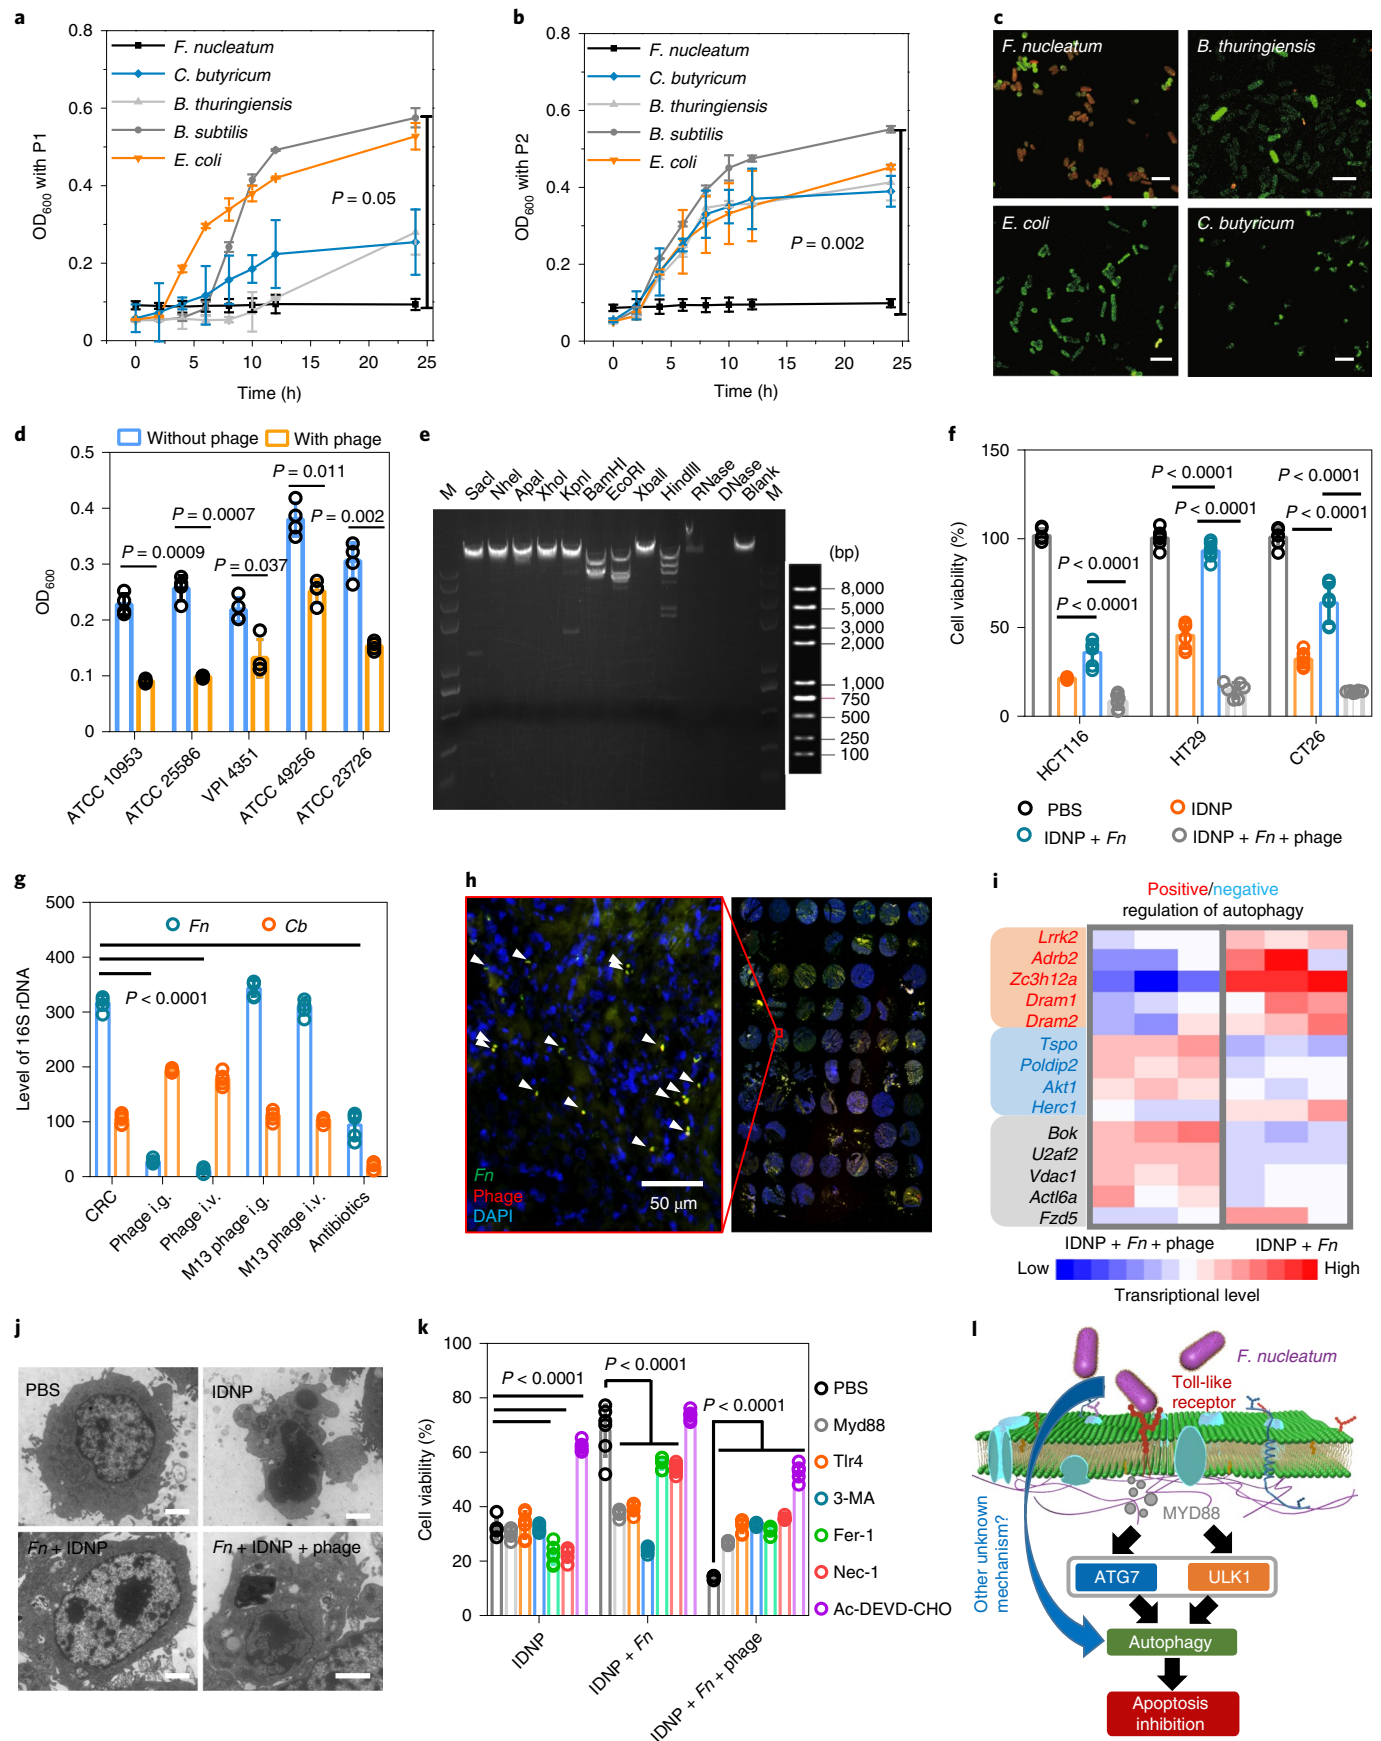 a
0.8
0.6
0.4
0.2
0
OD600 with P1
F. nucleatum
C. butyricum
B. thuringiensis
B. subtilis
E. coli
P = 0.05
0 5 10 15 20 25
Time (h)
b
0.8
0.6
0.4
0.2
0
OD600 with P2
F. nucleatum
C. butyricum
B. thuringiensis
B. subtilis
E. coli
P = 0.002
0 5 10 15 20 25
Time (h)
c
F. nucleatum
B. thuringiensis
E. coli
C. butyricum
d
Without phage
With phage
0.5
0.4
0.3
0.2
0.1
0
OD600
P = 0.0009
P = 0.0007
P = 0.037
P = 0.011
P = 0.002
ATCC 10953
ATCC 25586
VPI 4351
ATCC 49256
ATCC 23726
e
M
SacI
NheI
ApaI
XhoI
KpnI
BamHI
EcoRI
XbaII
HindIII
RNase
DNase
Blank
M
(bp)
8,000
5,000
3,000
2,000
1,000
750
500
250
100
f
150
100
50
0
Cell viability (%)
P < 0.0001
P < 0.0001
P < 0.0001
P < 0.0001
P < 0.0001
P < 0.0001
HCT116
HT29
CT26
PBS
IDNP
IDNP + Fn
IDNP + Fn + phage
g
500
400
300
200
100
0
Level of 16S rDNA
Fn
Cb
P < 0.0001
CRC
Phage i.g.
Phage i.v.
M13 phage i.g.
M13 phage i.v.
Antibiotics
h
Fn
Phage
DAPI
50 µm
i
Positive/negative
regulation of autophagy
Lrrk2
Adrb2
Zc3h12a
Dram1
Dram2
Tspo
Poldip2
Akt1
Herc1
Bok
U2af2
Vdac1
Actl6a
Fzd5
IDNP + Fn + phage
IDNP + Fn
Low
High
Transcriptional level
j
PBS
IDNP
Fn + IDNP
Fn + IDNP + phage
k
100
80
60
40
20
0
Cell viability (%)
P < 0.0001
P < 0.0001
P < 0.0001
IDNP
IDNP + Fn
IDNP + Fn + phage
PBS
Myd88
Tlr4
3-MA
Fer-1
Nec-1
Ac-DEVD-CHO
l
F. nucleatum
Toll-like
receptor
MYD88
Other unknown
mechanism?
ATG7
ULK1
Autophagy
Apoptosis
inhibition